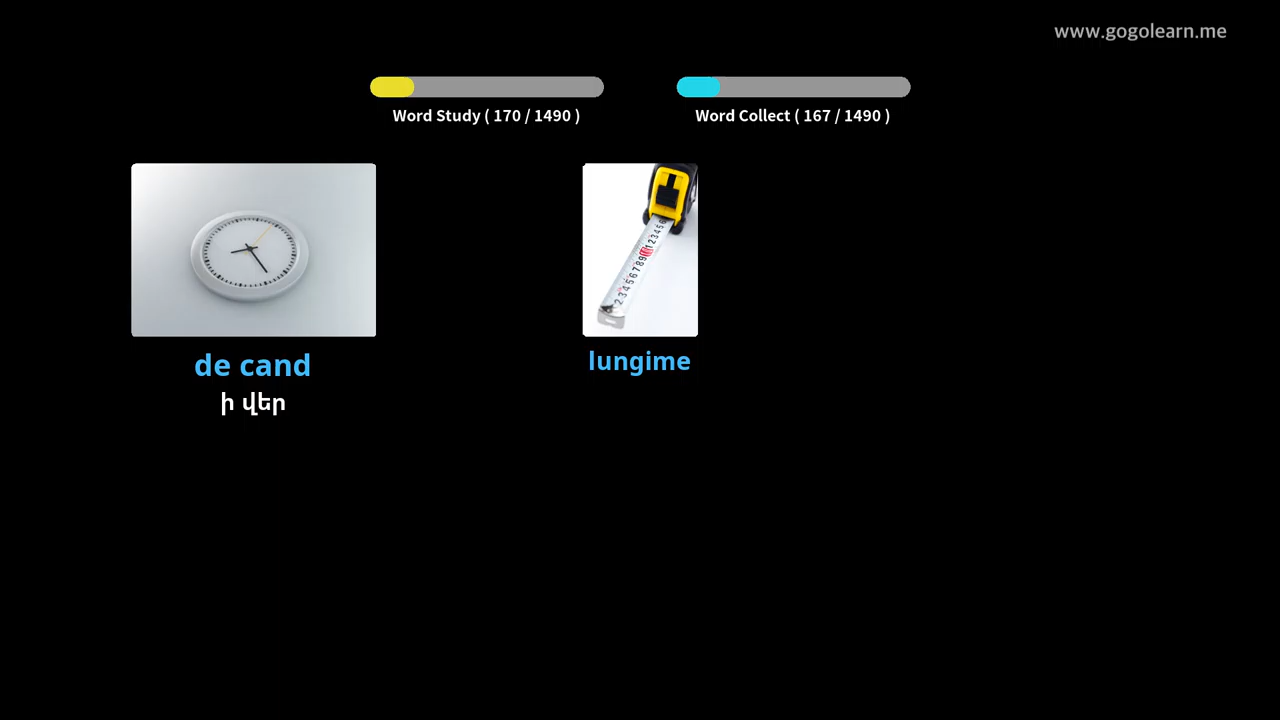 www.gogolearn.me
Word Study ( 170 / 1490 )
Word Collect ( 167 / 1490 )
de cand
ի վեր
lungime